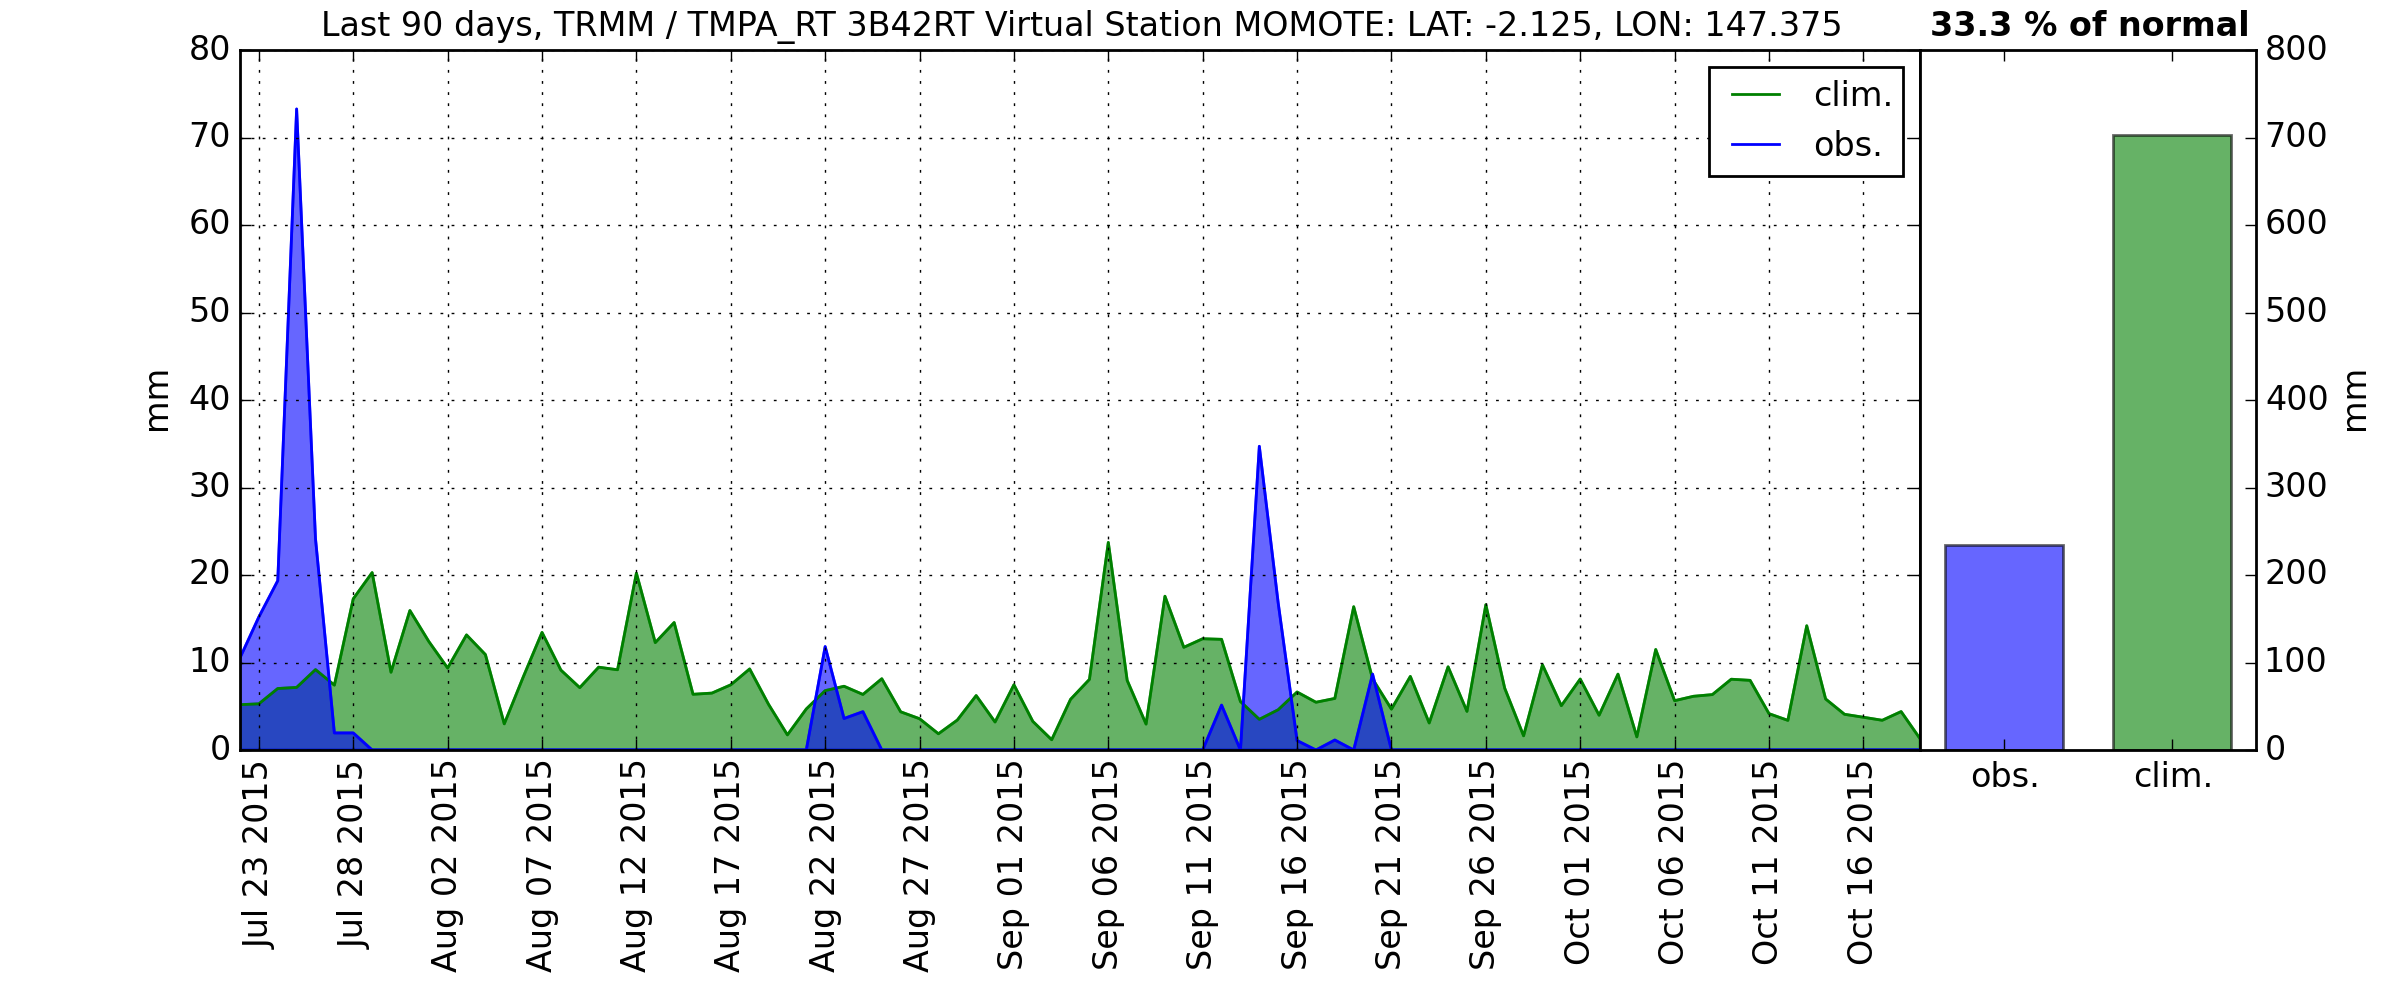 Last 90 days, TRMM / TMPA_RT 3B42RT Virtual Station MOMOTE: LAT: -2.125, LON: 147.375
33.3 % of normal
80
70
60
50
40
30
20
10
0
mm
clim.
obs.
800
700
600
500
400
300
200
100
0
mm
Jul 23 2015
Jul 28 2015
Aug 02 2015
Aug 07 2015
Aug 12 2015
Aug 17 2015
Aug 22 2015
Aug 27 2015
Sep 01 2015
Sep 06 2015
Sep 11 2015
Sep 16 2015
Sep 21 2015
Sep 26 2015
Oct 01 2015
Oct 06 2015
Oct 11 2015
Oct 16 2015
obs.
clim.